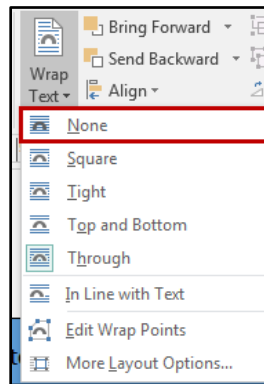 Bring Forward
Send Backward
Wrap
Text
Align
None
Square
Tight
Top and Bottom
Through
In Line with Text
Edit Wrap Points
More Layout Options...